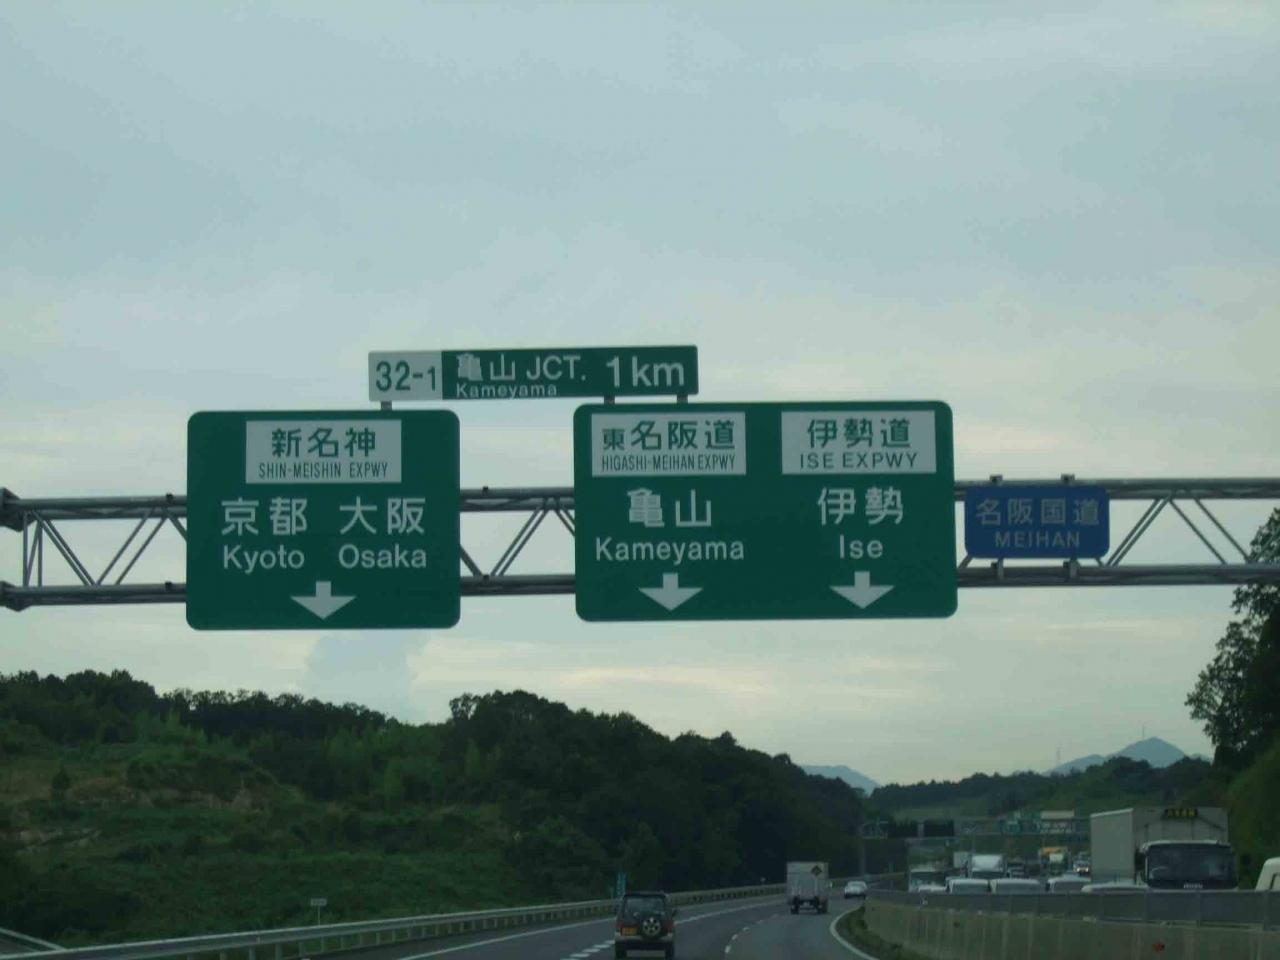 32-1 亀山 JCT. 1km
Kameyama
新名神
SHIN-MEISHIN EXPWY
京都 大阪
Kyoto Osaka
東名阪道
HIGASHI-MEIHAN EXPWY
亀山
Kameyama
伊勢道
ISE EXPWY
伊勢
Ise
名阪国道
MEIHAN